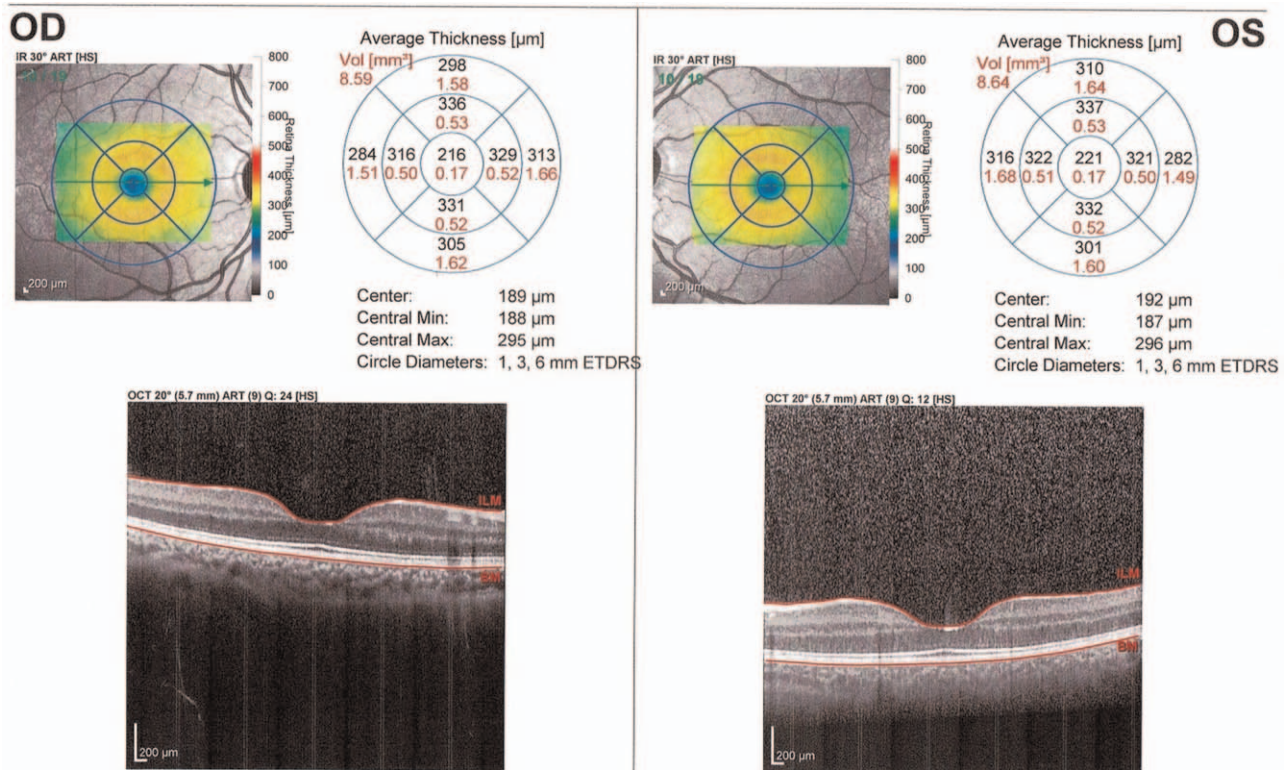 OD
IR 30° ART [HS]
800
700
600
500
400
300
200
100
0
Retina Thickness [µm]
200 µm
Average Thickness [µm]
Vol [mm³]
8.59
298
1.58
336
0.53
284 316 216 329 313
1.51 0.50 0.17 0.52 1.66
331
0.52
305
1.62
Center: 189 µm
Central Min: 188 µm
Central Max: 295 µm
Circle Diameters: 1, 3, 6 mm ETDRS
OCT 20° (5.7 mm) ART (9) Q: 24 [HS]
ILM
BM
200 µm
OS
IR 30° ART [HS]
10 / 19
800
700
600
500
400
300
200
100
0
Retina Thickness [µm]
200 µm
Average Thickness [µm]
Vol [mm³]
8.64
310
1.64
337
0.53
316 322 221 321 282
1.68 0.51 0.17 0.50 1.49
332
0.52
301
1.60
Center: 192 µm
Central Min: 187 µm
Central Max: 296 µm
Circle Diameters: 1, 3, 6 mm ETDRS
OCT 20° (5.7 mm) ART (9) Q: 12 [HS]
ILM
BM
200 µm